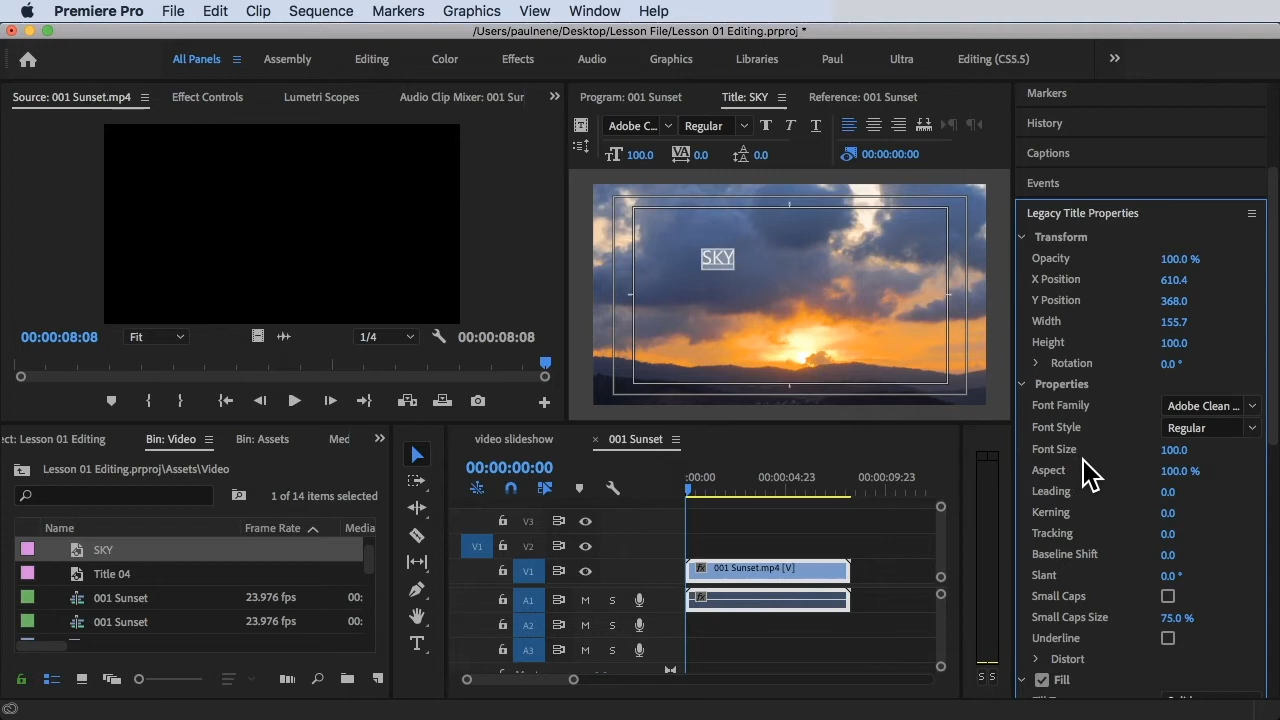 Premiere Pro File Edit Clip Sequence Markers Graphics View Window Help
/Users/paulnene/Desktop/Lesson File/Lesson 01 Editing.prproj *
All Panels Assembly Editing Color Effects Audio Graphics Libraries Paul Ultra Editing (CS5.5)
Source: 001 Sunset.mp4 Effect Controls Lumetri Scopes Audio Clip Mixer: 001 Sur
00:00:08:08 Fit 1/4 00:00:08:08
Program: 001 Sunset Title: SKY Reference: 001 Sunset
Adobe C... Regular T T T
100.0 VA 0.0 0.0 00:00:00:00
SKY
Markers
History
Captions
Events
Legacy Title Properties
Transform
Opacity 100.0 %
X Position 610.4
Y Position 368.0
Width 155.7
Height 100.0
Rotation 0.0 °
Properties
Font Family Adobe Clean ...
Font Style Regular
Font Size 100.0
Aspect 100.0 %
Leading 0.0
Kerning 0.0
Tracking 0.0
Baseline Shift 0.0
Slant 0.0 °
Small Caps
Small Caps Size 75.0 %
Underline
Distort
Fill
ect: Lesson 01 Editing Bin: Video Bin: Assets Med
Lesson 01 Editing.prproj\Assets\Video
1 of 14 items selected
Name Frame Rate Media
SKY
Title 04
001 Sunset 23.976 fps 00:
001 Sunset 23.976 fps 00:
video slideshow × 001 Sunset
00:00:00:00 :00:00 00:00:04:23 00:00:09:23
V3
V1 V2
V1 fx 001 Sunset.mp4 [V]
A1 M S fx
A2 M S
A3 M S
S S